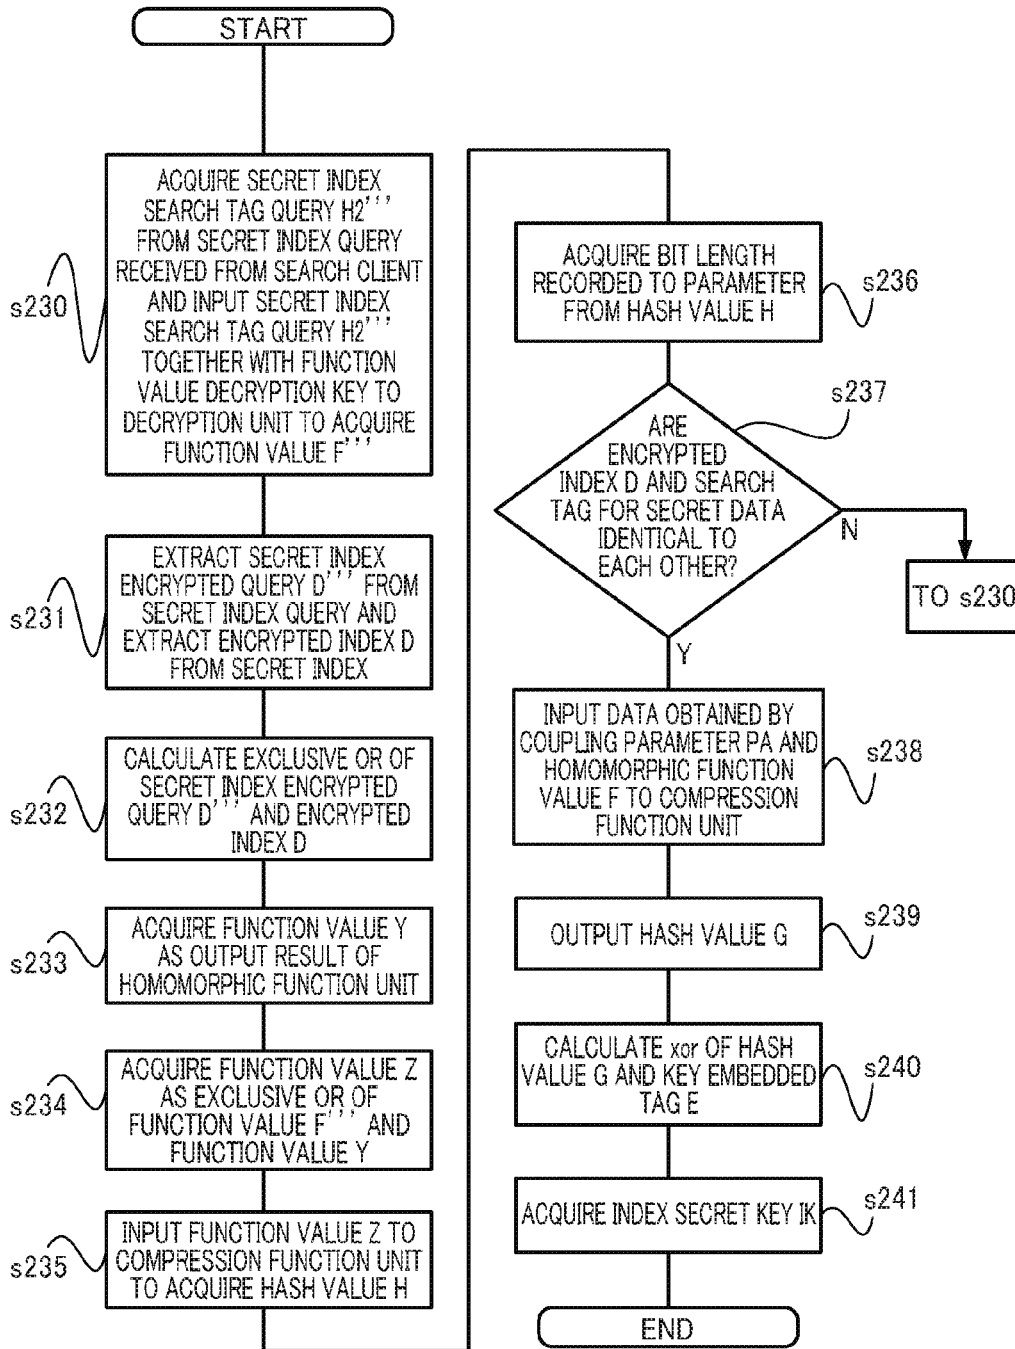 START
s230
ACQUIRE SECRET INDEX
SEARCH TAG QUERY H2'''
FROM SECRET INDEX QUERY
RECEIVED FROM SEARCH CLIENT
AND INPUT SECRET INDEX
SEARCH TAG QUERY H2'''
TOGETHER WITH FUNCTION
VALUE DECRYPTION KEY TO
DECRYPTION UNIT TO ACQUIRE
FUNCTION VALUE F'''
s231
EXTRACT SECRET INDEX
ENCRYPTED QUERY D''' FROM
SECRET INDEX QUERY AND
EXTRACT ENCRYPTED INDEX D
FROM SECRET INDEX
s232
CALCULATE EXCLUSIVE OR OF
SECRET INDEX ENCRYPTED
QUERY D''' AND ENCRYPTED
INDEX D
s233
ACQUIRE FUNCTION VALUE Y
AS OUTPUT RESULT OF
HOMOMORPHIC FUNCTION UNIT
s234
ACQUIRE FUNCTION VALUE Z
AS EXCLUSIVE OR OF
FUNCTION VALUE F''' AND
FUNCTION VALUE Y
s235
INPUT FUNCTION VALUE Z TO
COMPRESSION FUNCTION UNIT
TO ACQUIRE HASH VALUE H
ACQUIRE BIT LENGTH
RECORDED TO PARAMETER
FROM HASH VALUE H
s236
s237
ARE
ENCRYPTED
INDEX D AND SEARCH
TAG FOR SECRET DATA
IDENTICAL TO
EACH OTHER?
N
TO s230
Y
INPUT DATA OBTAINED BY
COUPLING PARAMETER PA AND
HOMOMORPHIC FUNCTION
VALUE F TO COMPRESSION
FUNCTION UNIT
s238
OUTPUT HASH VALUE G
s239
CALCULATE xor OF HASH
VALUE G AND KEY EMBEDDED
TAG E
s240
ACQUIRE INDEX SECRET KEY IK
s241
END